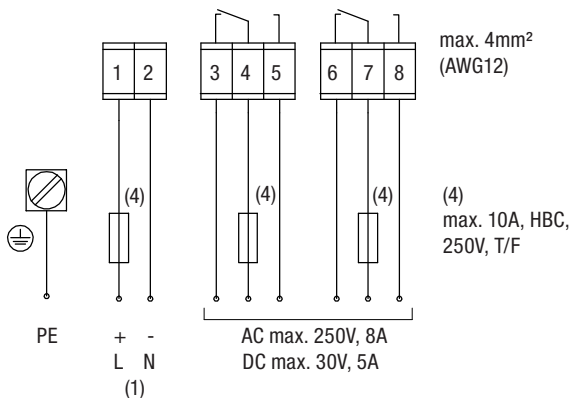 1 2 3 4 5 6 7 8
max. 4mm²
(AWG12)
(4) (4) (4)
(4)
max. 10A, HBC,
250V, T/F
PE + - AC max. 250V, 8A
L N DC max. 30V, 5A
(1)